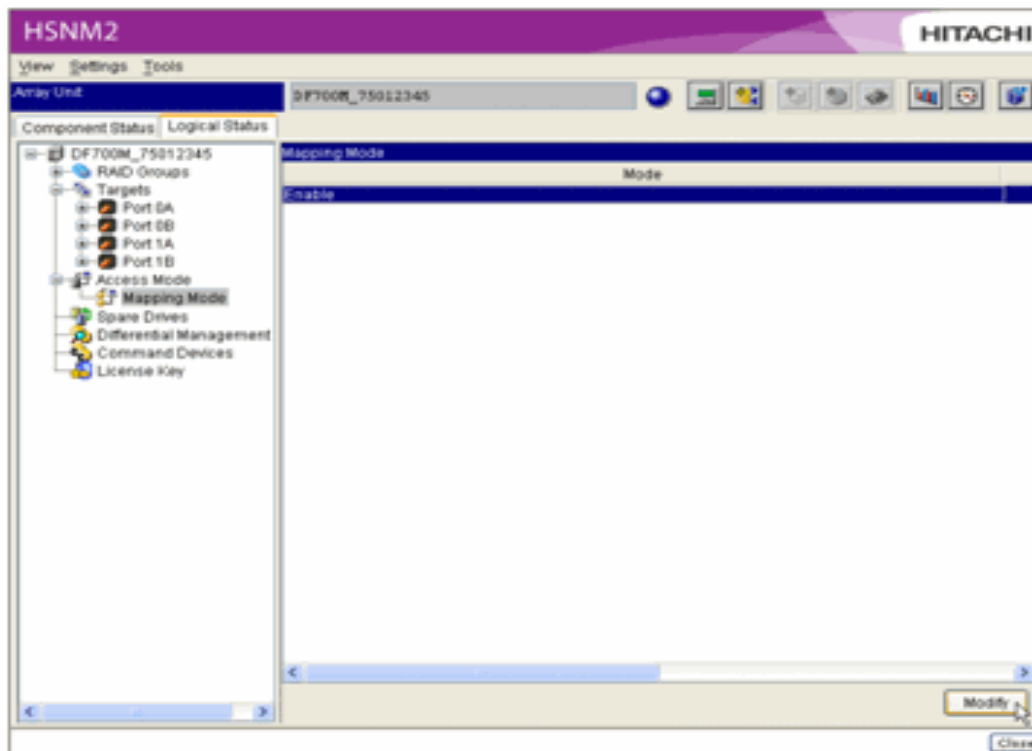 HSNM2
HITACHI
View Settings Tools
Array Unit
DF700M_75012345
Component Status Logical Status
DF700M_75012345
RAID Groups
Targets
Port 0A
Port 0B
Port 1A
Port 1B
Access Mode
Mapping Mode
Spare Drives
Differential Management
Command Devices
License Key
Mapping Mode
Mode
Enable
Modify
Close